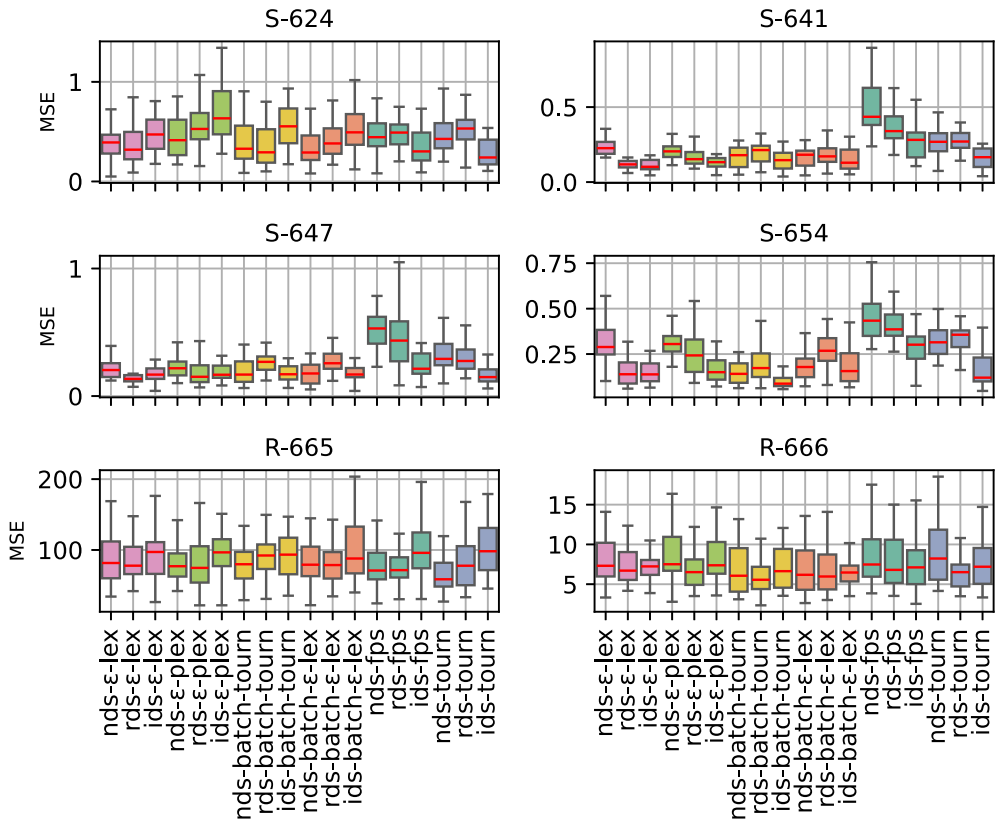 S-624
S-641
MSE
1
0
0.5
0.0
S-647
S-654
MSE
1
0
0.75
0.50
0.25
R-665
R-666
MSE
200
100
15
10
5
nds-ε-lex
rds-ε-lex
ids-ε-lex
nds-ε-plex
rds-ε-plex
ids-ε-plex
nds-batch-tourn
rds-batch-tourn
ids-batch-tourn
nds-batch-ε-lex
rds-batch-ε-lex
ids-batch-ε-lex
nds-fps
rds-fps
ids-fps
nds-tourn
rds-tourn
ids-tourn
nds-ε-lex
rds-ε-lex
ids-ε-lex
nds-ε-plex
rds-ε-plex
ids-ε-plex
nds-batch-tourn
rds-batch-tourn
ids-batch-tourn
nds-batch-ε-lex
rds-batch-ε-lex
ids-batch-ε-lex
nds-fps
rds-fps
ids-fps
nds-tourn
rds-tourn
ids-tourn